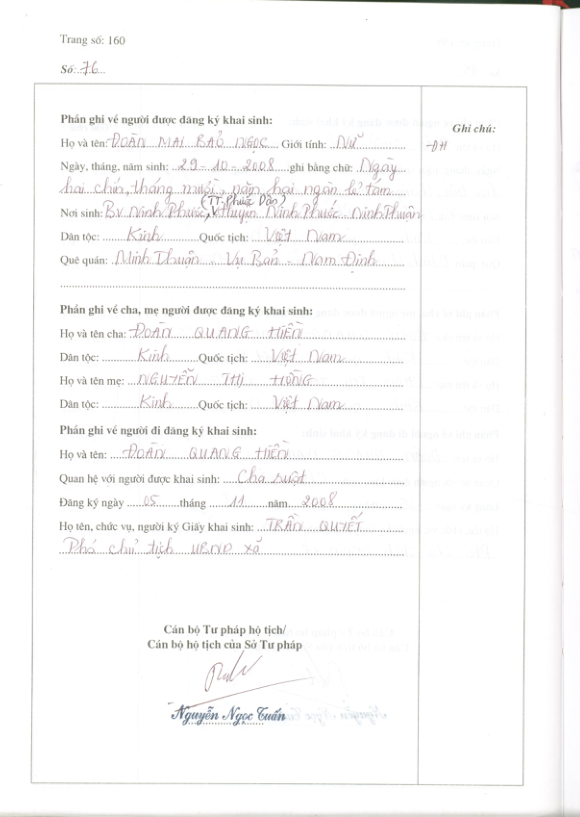 Trang số: 160
Số: 76
Phần ghi về người được đăng ký khai sinh:
Ghi chú:
Họ và tên: ĐOÀN MAI BẢO NGỌC Giới tính: Nữ
-ĐH
Ngày, tháng, năm sinh: 29-10-2008 ghi bằng chữ: Ngày
hai chín, tháng mười, năm hai ngàn lẻ tám
(TT-Phước Dân)
Nơi sinh: BV Ninh Phước, huyện Ninh Phước - Ninh Thuận
Dân tộc: Kinh Quốc tịch: Việt Nam
Quê quán: Minh Thuận - Vụ Bản - Nam Định
Phần ghi về cha, mẹ người được đăng ký khai sinh:
Họ và tên cha: ĐOÀN QUANG HIỀN
Dân tộc: Kinh Quốc tịch: Việt Nam
Họ và tên mẹ: NGUYỄN THỊ HỒNG
Dân tộc: Kinh Quốc tịch: Việt Nam
Phần ghi về người đi đăng ký khai sinh:
Họ và tên: ĐOÀN QUANG HIỀN
Quan hệ với người được khai sinh: Cha ruột
Đăng ký ngày 05 tháng 11 năm 2008
Họ tên, chức vụ, người ký Giấy khai sinh: TRẦN QUYẾT
Phó chủ tịch UBND xã
Cán bộ Tư pháp hộ tịch/
Cán bộ hộ tịch của Sở Tư pháp
Nguyễn Ngọc Tuấn